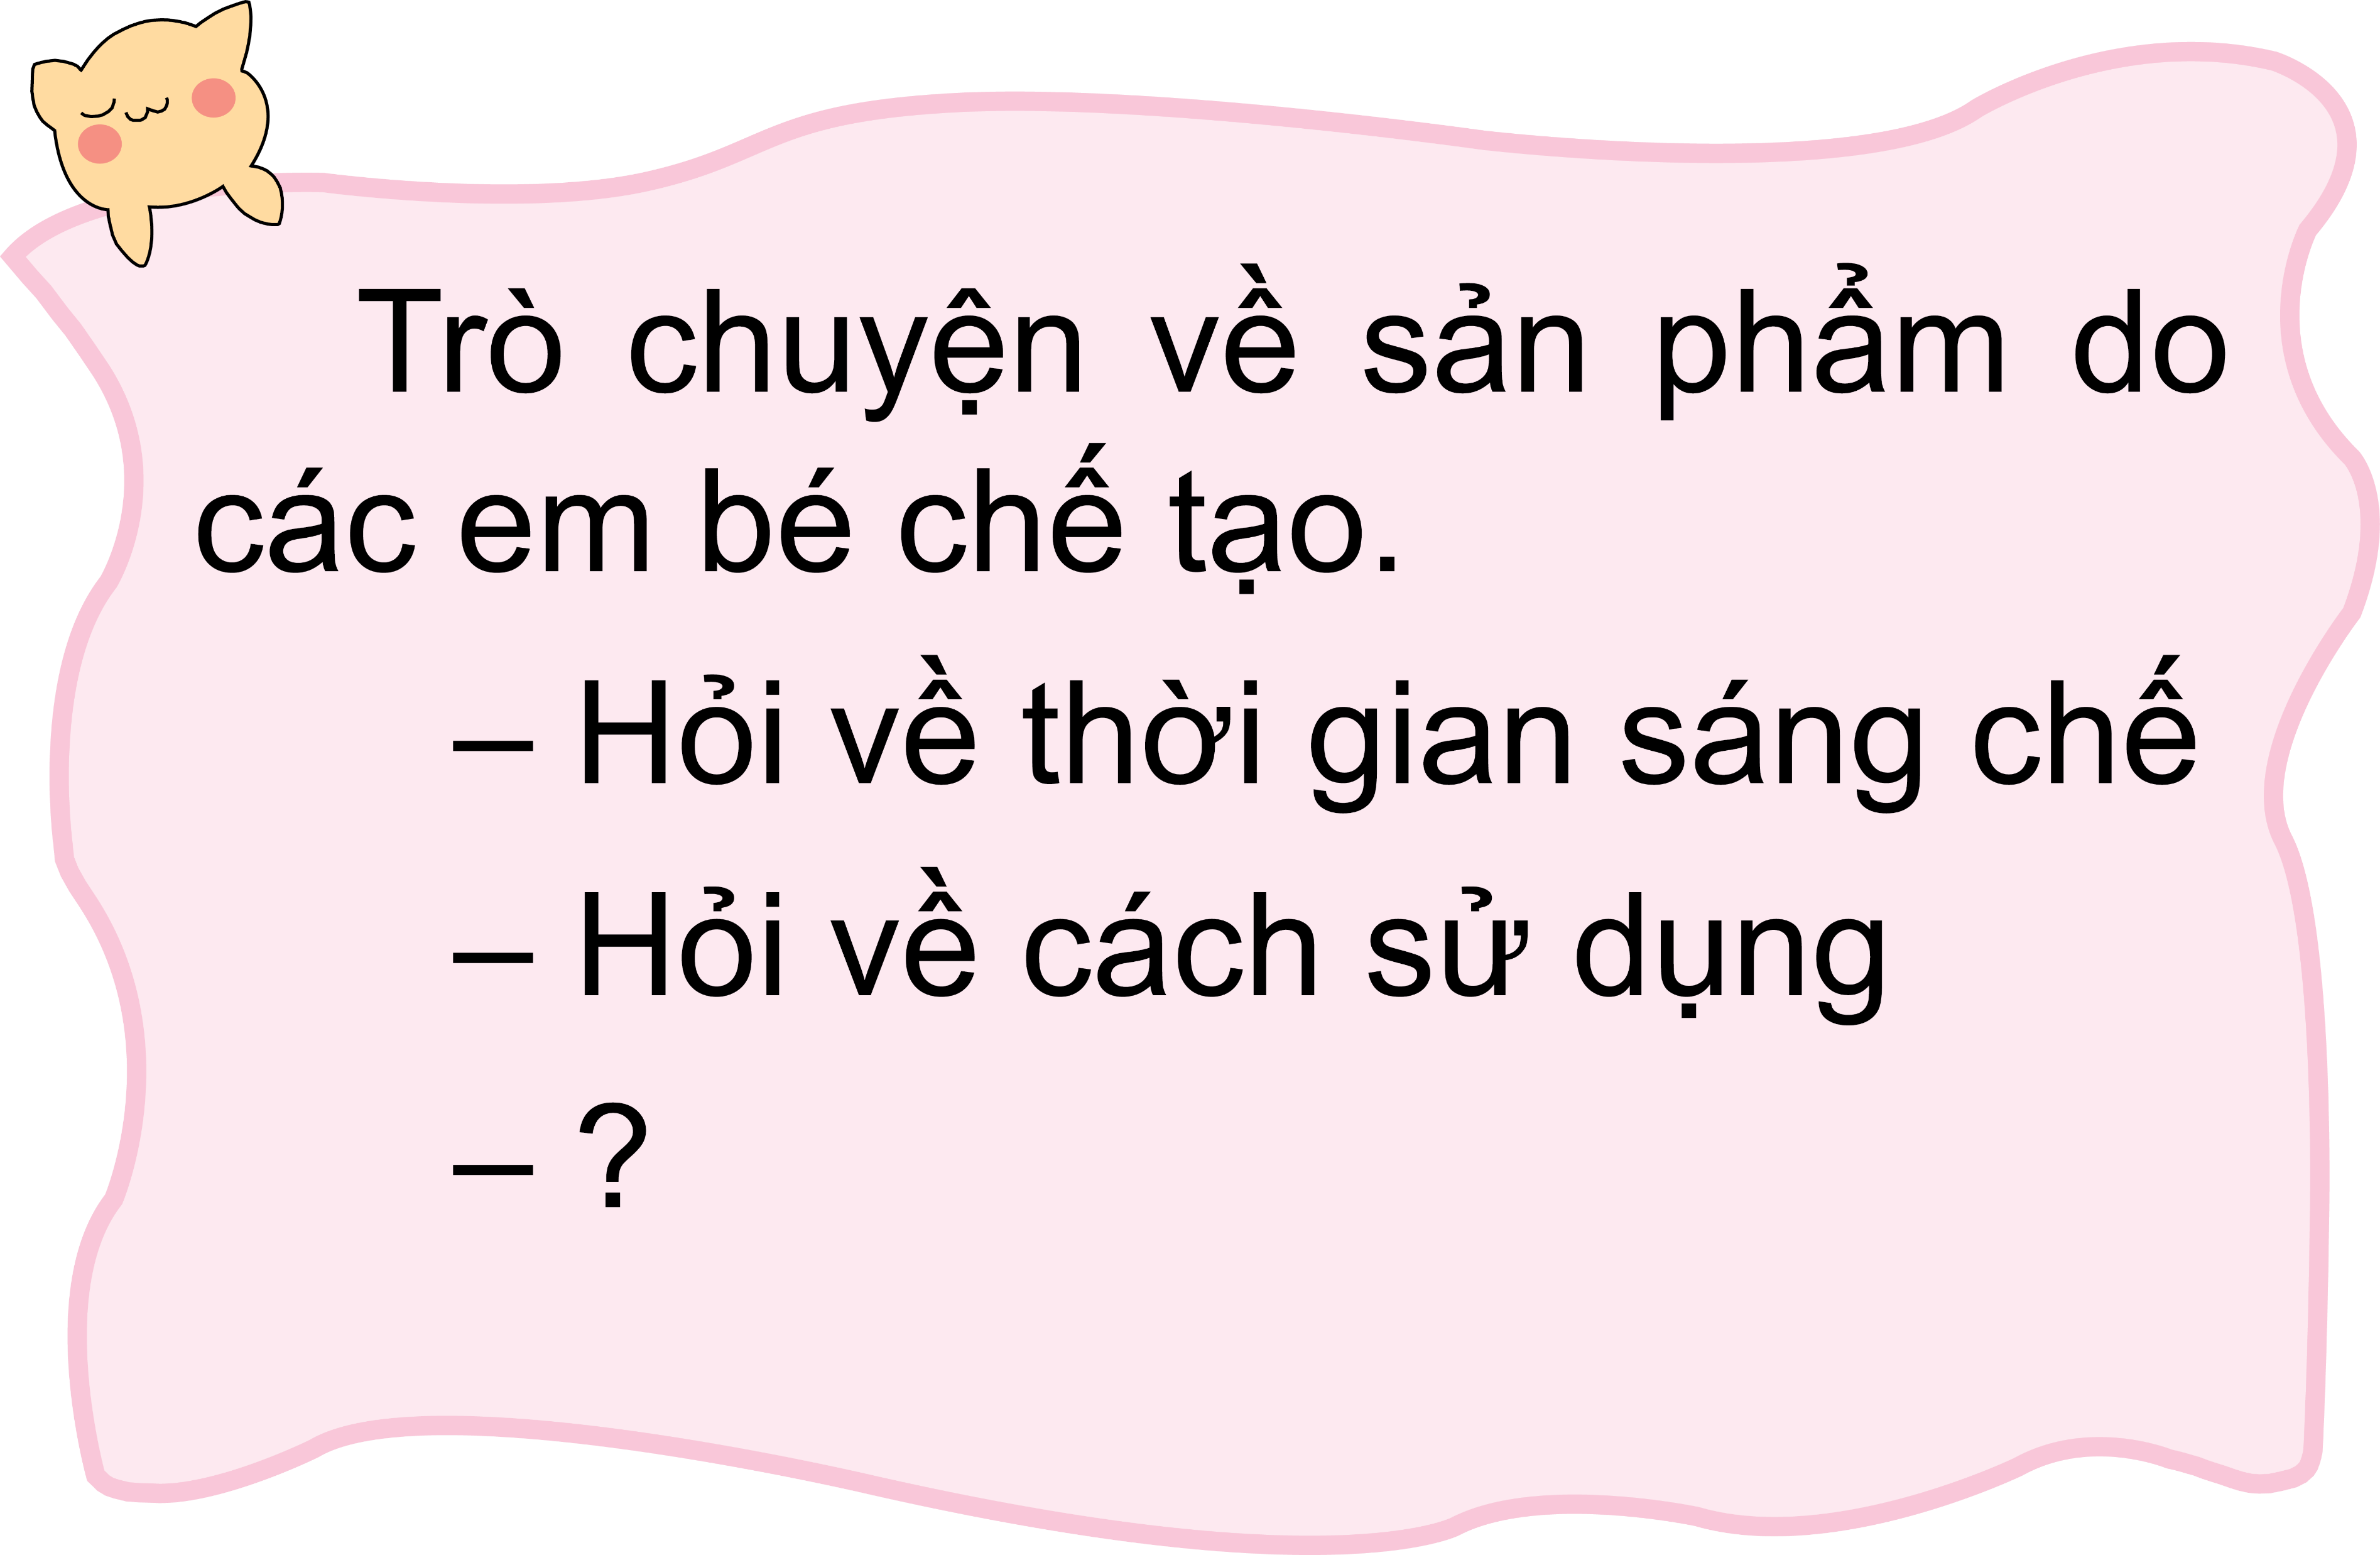 Trò chuyện về sản phẩm do
các em bé chế tạo.
– Hỏi về thời gian sáng chế
– Hỏi về cách sử dụng
– ?